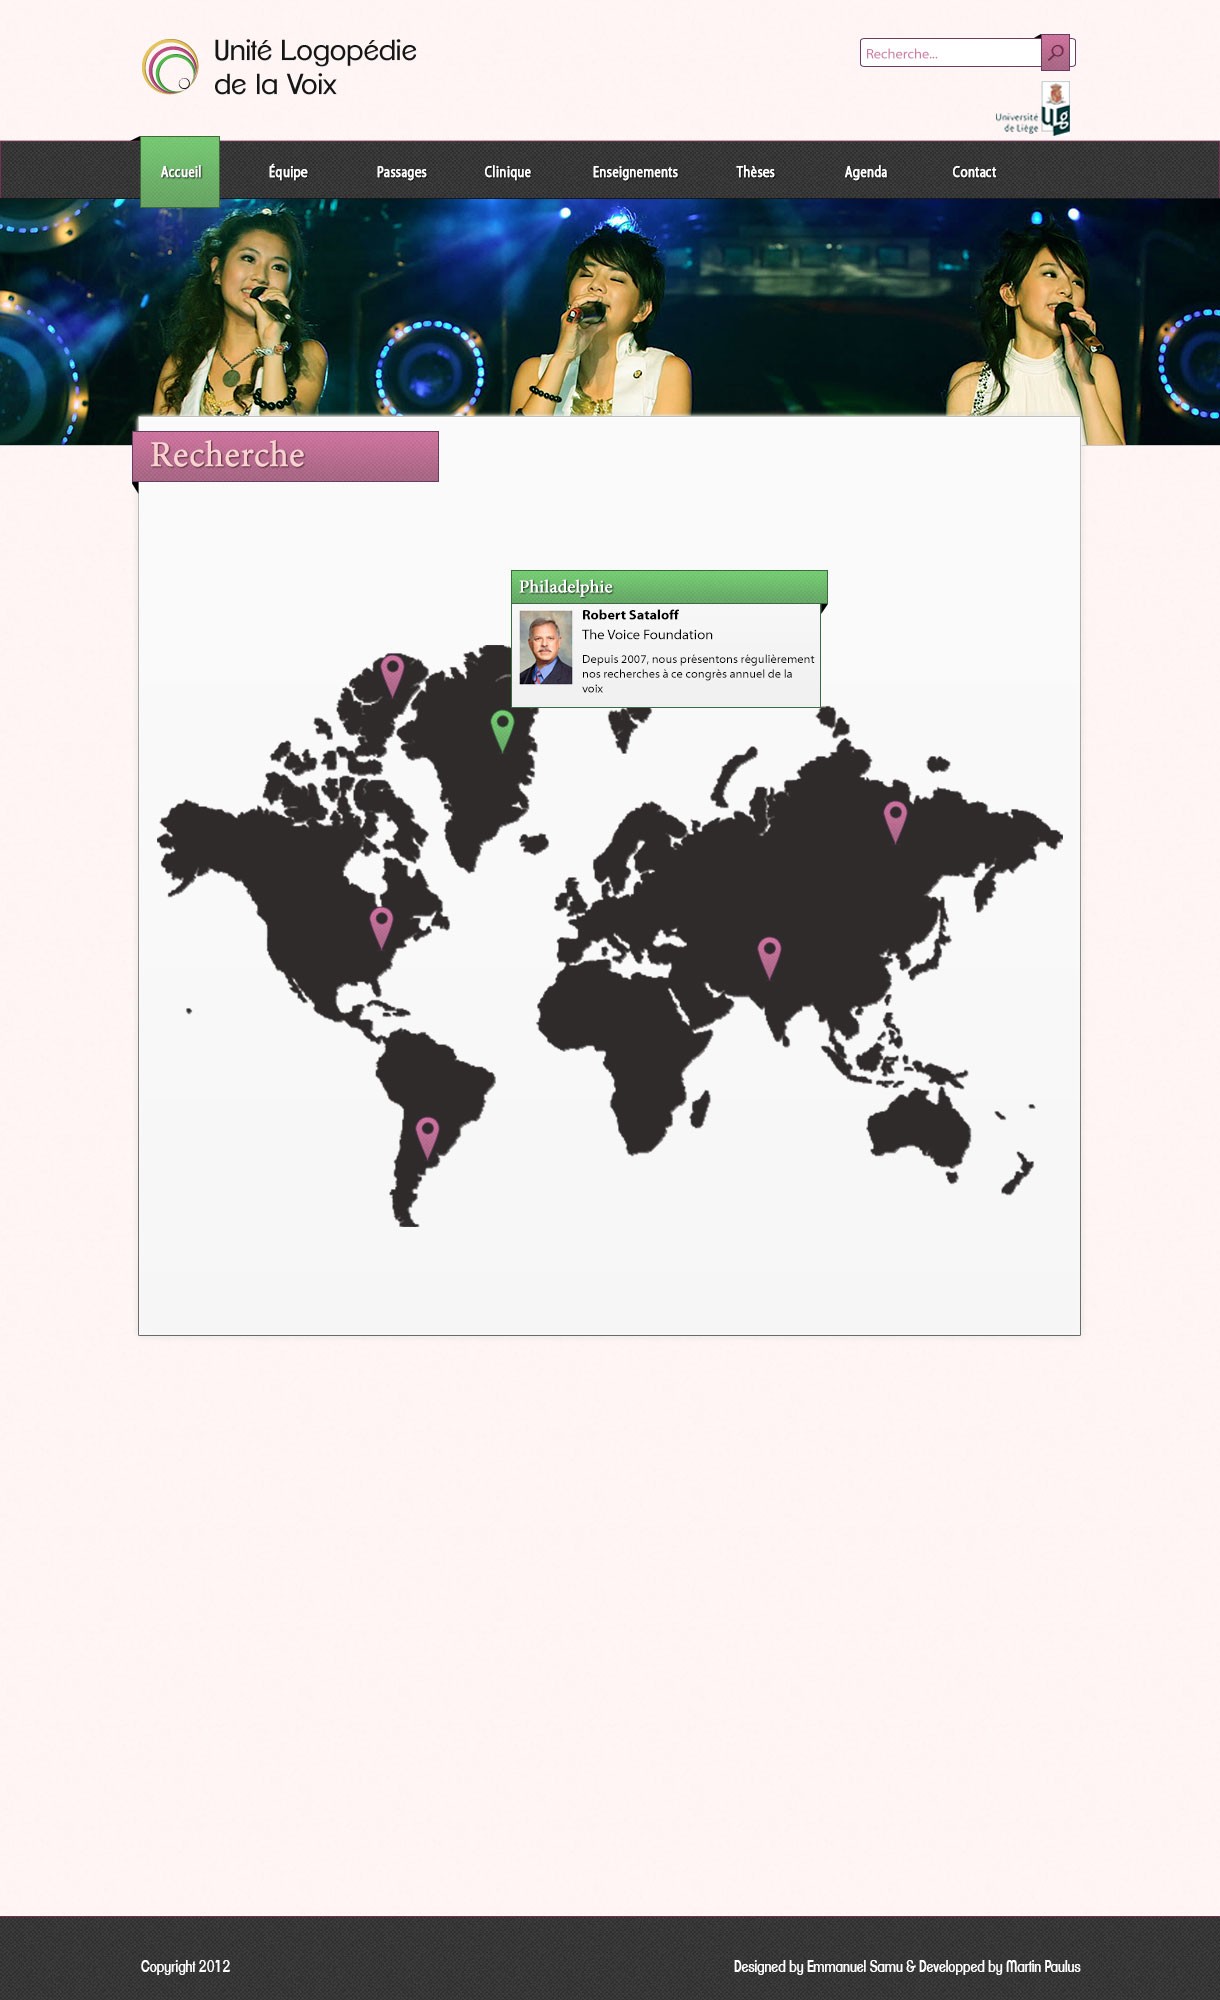 Unité Logopédie
de la Voix
Recherche...
Université
de Liège
ULg
Accueil
Équipe
Passages
Clinique
Enseignements
Thèses
Agenda
Contact
Recherche
Philadelphie
Robert Sataloff
The Voice Foundation
Depuis 2007, nous présentons régulièrement
nos recherches à ce congrès annuel de la
voix
Copyright 2012
Designed by Emmanuel Samu & Developped by Martin Paulus